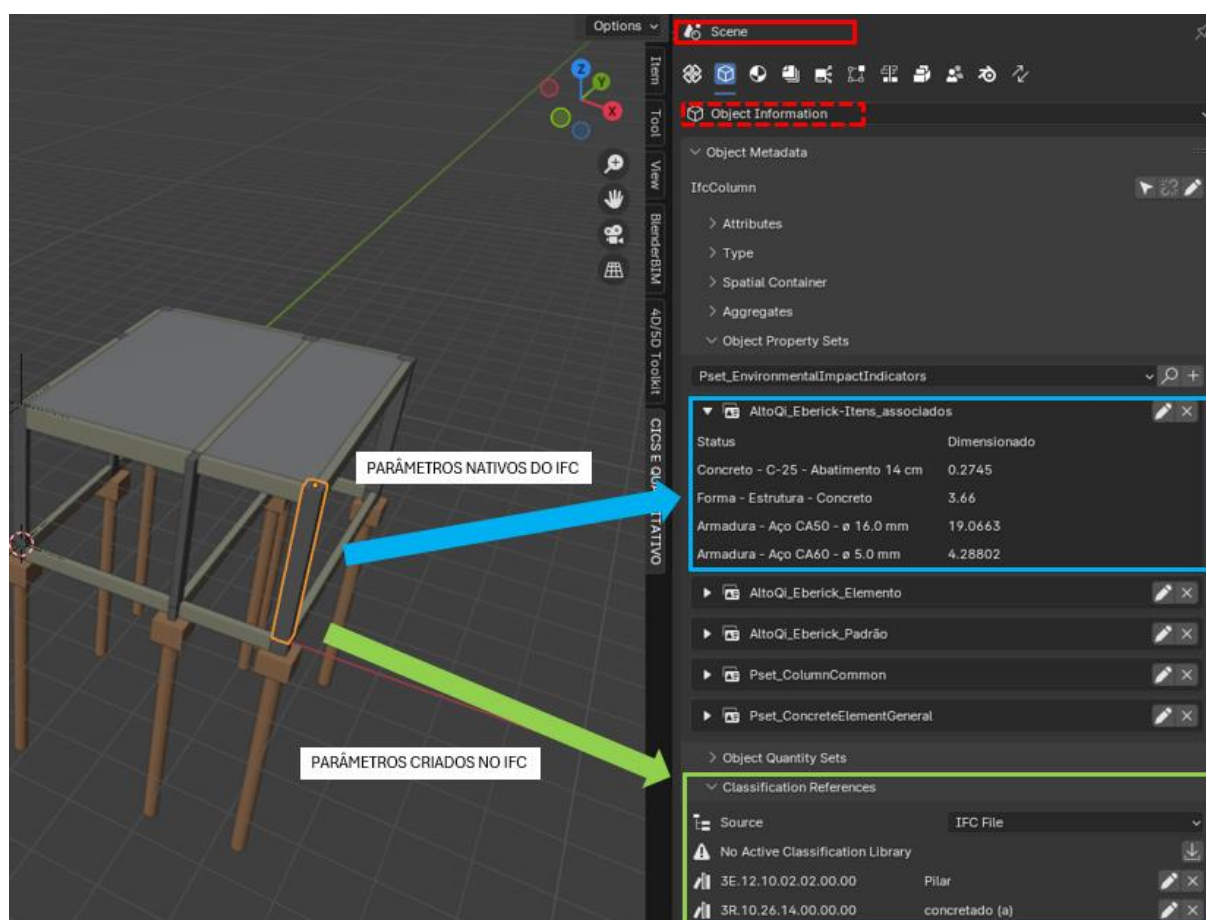 Options
Scene
Object Information
Object Metadata
IfcColumn
Attributes
Type
Spatial Container
Aggregates
Object Property Sets
Pset_EnvironmentalImpactIndicators
AltoQi_Eberick-Itens_associados
Status Dimensionado
Concreto - C-25 - Abatimento 14 cm 0.2745
Forma - Estrutura - Concreto 3.66
Armadura - Aço CA50 - ø 16.0 mm 19.0663
Armadura - Aço CA60 - ø 5.0 mm 4.28802
AltoQi_Eberick_Elemento
AltoQi_Eberick_Padrão
Pset_ColumnCommon
Pset_ConcreteElementGeneral
Object Quantity Sets
Classification References
Source IFC File
No Active Classification Library
3E.12.10.02.02.00.00 Pilar
3R.10.26.14.00.00.00 concretado (a)
Item
Tool
View
BlenderBIM
4D/5D Toolkit
CICS E QUA
ITATIVO
Z
Y
X
PARÂMETROS NATIVOS DO IFC
PARÂMETROS CRIADOS NO IFC